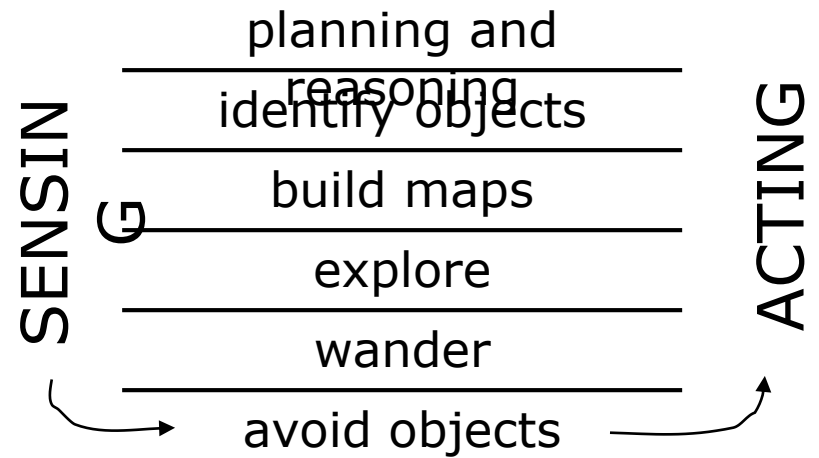 planning and
reasoning
identify objects
build maps
explore
wander
avoid objects
SENSIN
G
ACTING